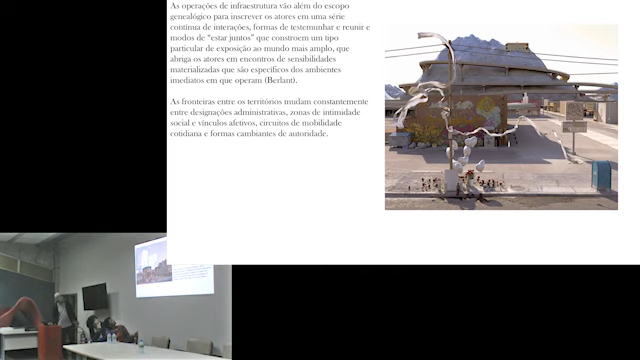 As operações de infraestrutura vão além do escopo
genealógico para inscrever os atores em uma série
contínua de interações, formas de testemunhar e reunir e
modos de “estar juntos” que constroem um tipo
particular de exposição ao mundo mais amplo, que
abriga os atores em encontros de sensibilidades
materializadas que são específicos dos ambientes
imediatos em que operam (Berlant).
As fronteiras entre os territórios mudam constantemente
entre designações administrativas, zonas de intimidade
social e vínculos afetivos, circuitos de mobilidade
cotidiana e formas cambiantes de autoridade.